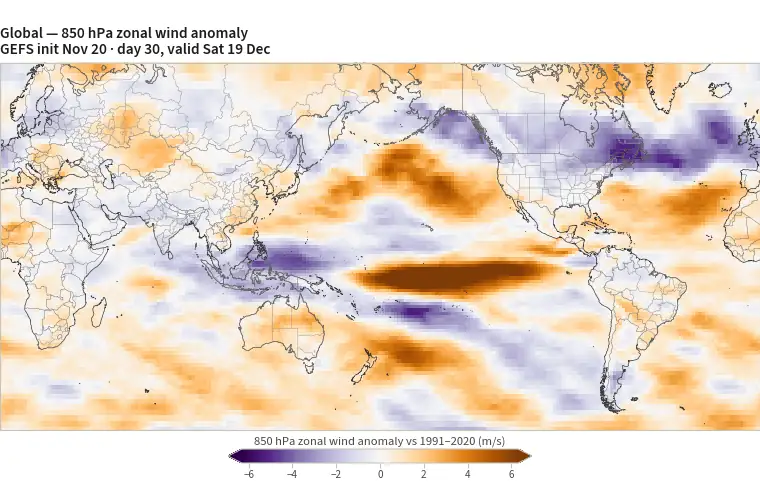 Global — 850 hPa zonal wind anomaly
GEFS init Nov 20 · day 30, valid Sat 19 Dec
850 hPa zonal wind anomaly vs 1991–2020 (m/s)
−6 −4 −2 0 2 4 6